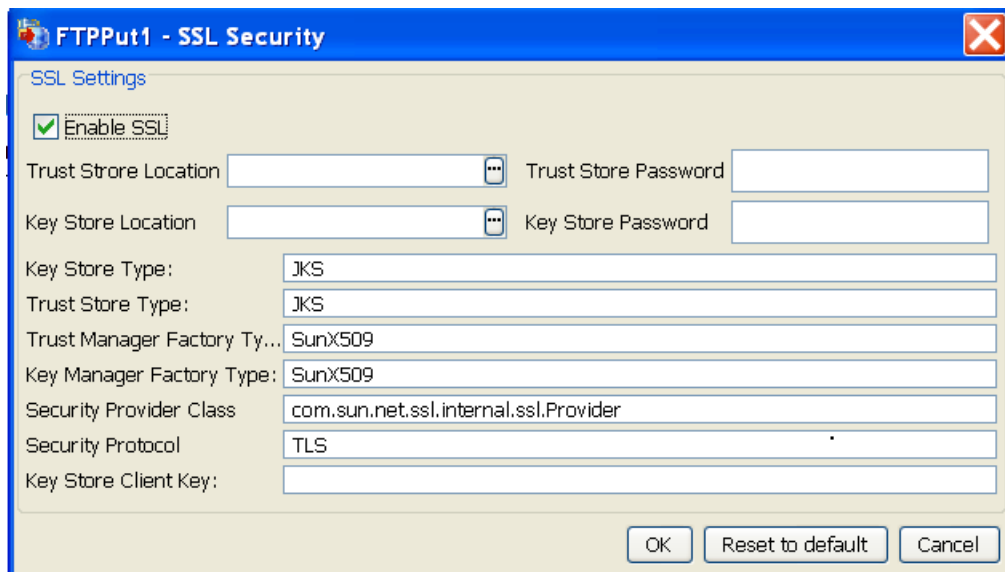 FTPPut1 - SSL Security
SSL Settings
Enable SSL
Trust Strore Location Trust Store Password
Key Store Location Key Store Password
Key Store Type: JKS
Trust Store Type: JKS
Trust Manager Factory Ty... SunX509
Key Manager Factory Type: SunX509
Security Provider Class com.sun.net.ssl.internal.ssl.Provider
Security Protocol TLS
Key Store Client Key:
OK Reset to default Cancel